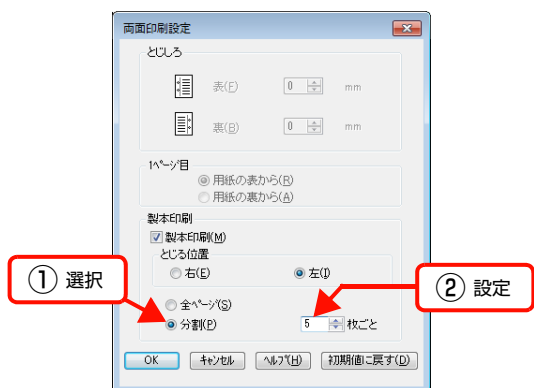 両面印刷設定
とじしろ
表(F) 0 mm
裏(B) 0 mm
1ページ目
用紙の表から(R)
用紙の裏から(A)
製本印刷
製本印刷(M)
とじる位置
右(E) 左(I)
① 選択
② 設定
全ページ(S)
分割(P) 5 枚ごと
OK キャンセル ヘルプ(H) 初期値に戻す(D)